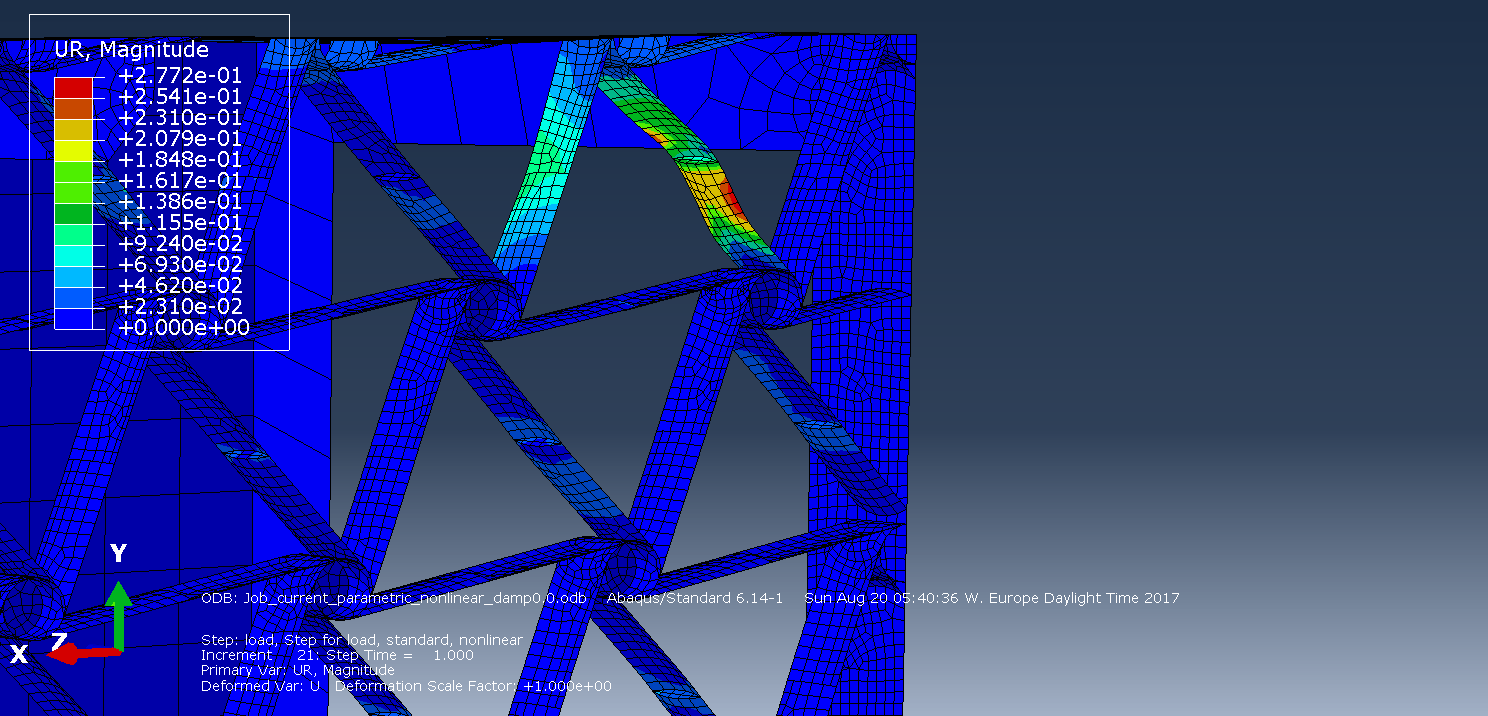 UR, Magnitude
+2.772e-01
+2.541e-01
+2.310e-01
+2.079e-01
+1.848e-01
+1.617e-01
+1.386e-01
+1.155e-01
+9.240e-02
+6.930e-02
+4.620e-02
+2.310e-02
+0.000e+00
Y
Z
X
ODB: Job_current_parametric_nonlinear_damp0.0.odb Abaqus/Standard 6.14-1 Sun Aug 20 05:40:36 W. Europe Daylight Time 2017
Step: load, Step for load, standard, nonlinear
Increment 21: Step Time = 1.000
Primary Var: UR, Magnitude
Deformed Var: U Deformation Scale Factor: +1.000e+00